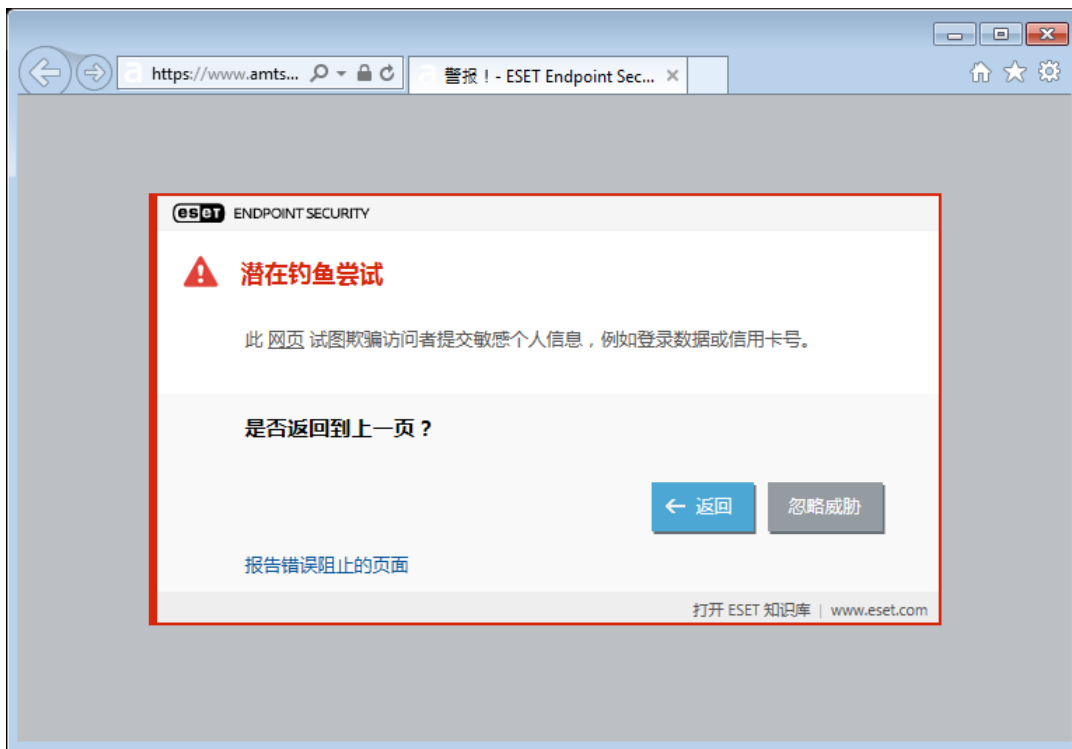 https://www.amts...
警报！- ESET Endpoint Sec...
eset ENDPOINT SECURITY
潜在钓鱼尝试
此 网页 试图欺骗访问者提交敏感个人信息，例如登录数据或信用卡号。
是否返回到上一页？
返回
忽略威胁
报告错误阻止的页面
打开 ESET 知识库 | www.eset.com